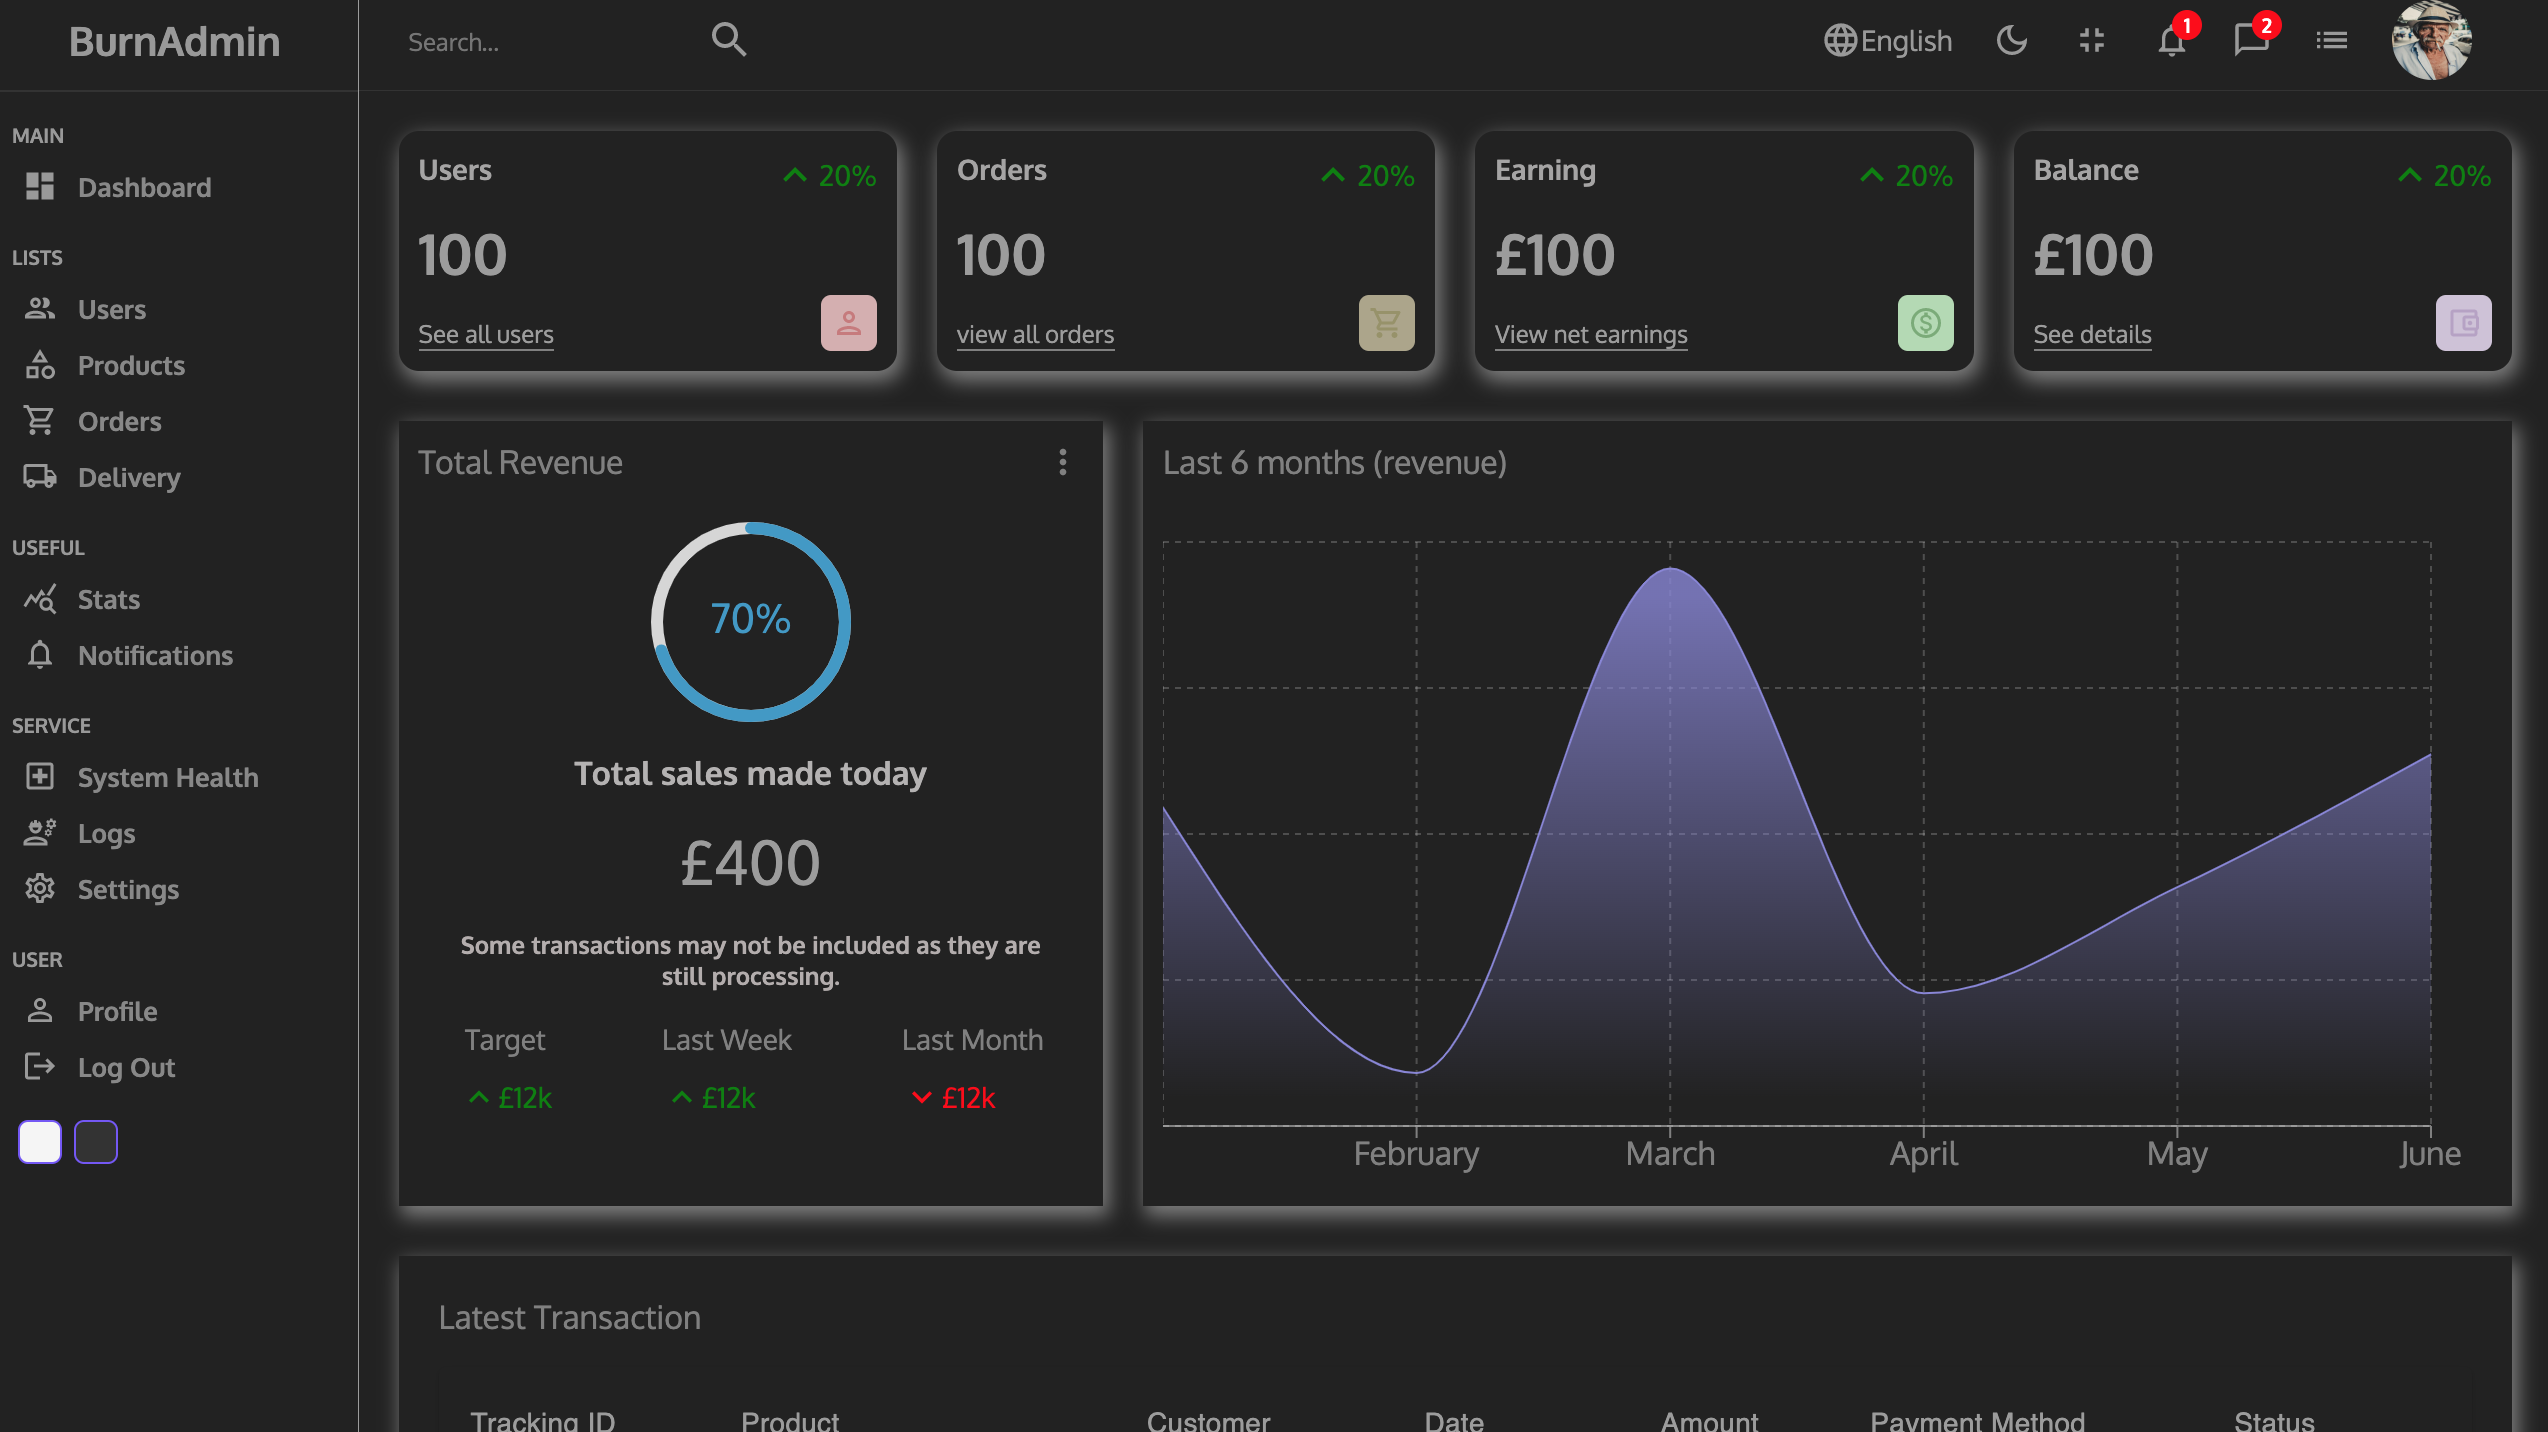 BurnAdmin
Search...
English
1
2
MAIN
Dashboard
LISTS
Users
Products
Orders
Delivery
USEFUL
Stats
Notifications
SERVICE
System Health
Logs
Settings
USER
Profile
Log Out
Users
20%
100
See all users
Orders
20%
100
view all orders
Earning
20%
£100
View net earnings
Balance
20%
£100
See details
Total Revenue
70%
Total sales made today
£400
Some transactions may not be included as they are
still processing.
Target Last Week Last Month
£12k £12k £12k
Last 6 months (revenue)
February March April May June
Latest Transaction
Tracking ID Product Customer Date Amount Payment Method Status